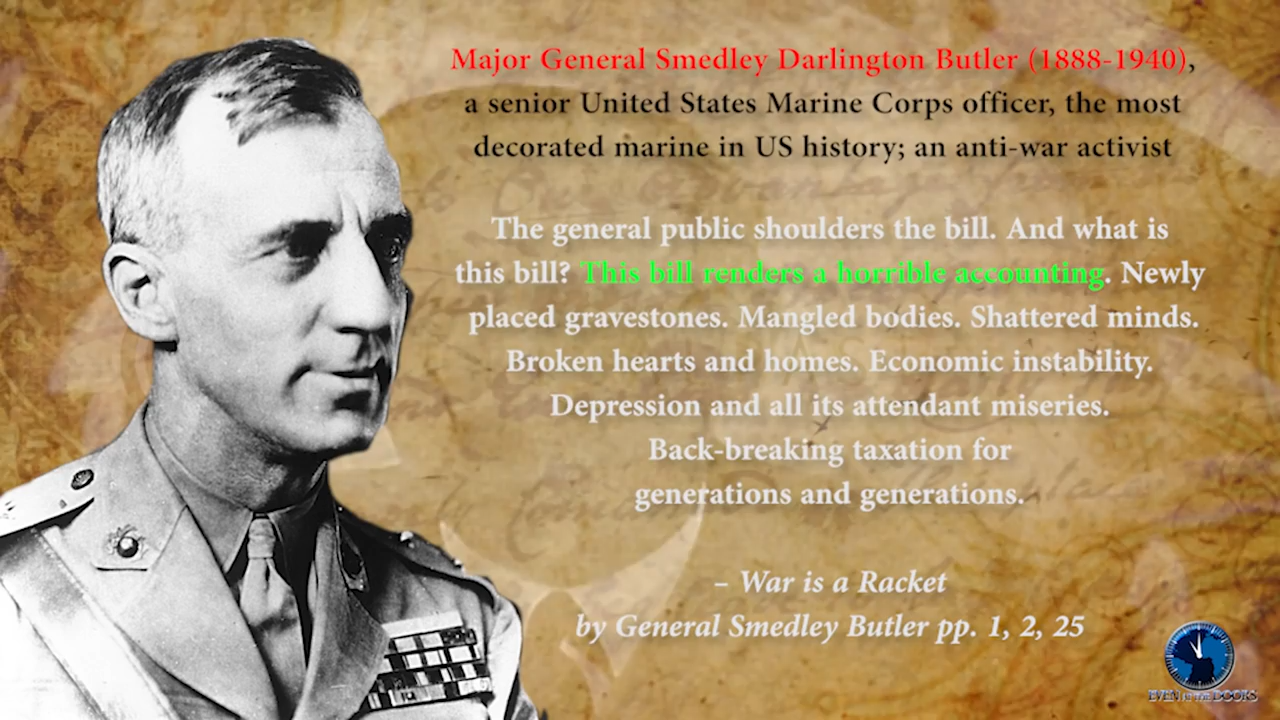 Major General Smedley Darlington Butler (1888-1940),
a senior United States Marine Corps officer, the most
decorated marine in US history; an anti-war activist
The general public shoulders the bill. And what is
this bill? This bill renders a horrible accounting. Newly
placed gravestones. Mangled bodies. Shattered minds.
Broken hearts and homes. Economic instability.
Depression and all its attendant miseries.
Back-breaking taxation for
generations and generations.
– War is a Racket
by General Smedley Butler pp. 1, 2, 25
EVEN at the DOORS